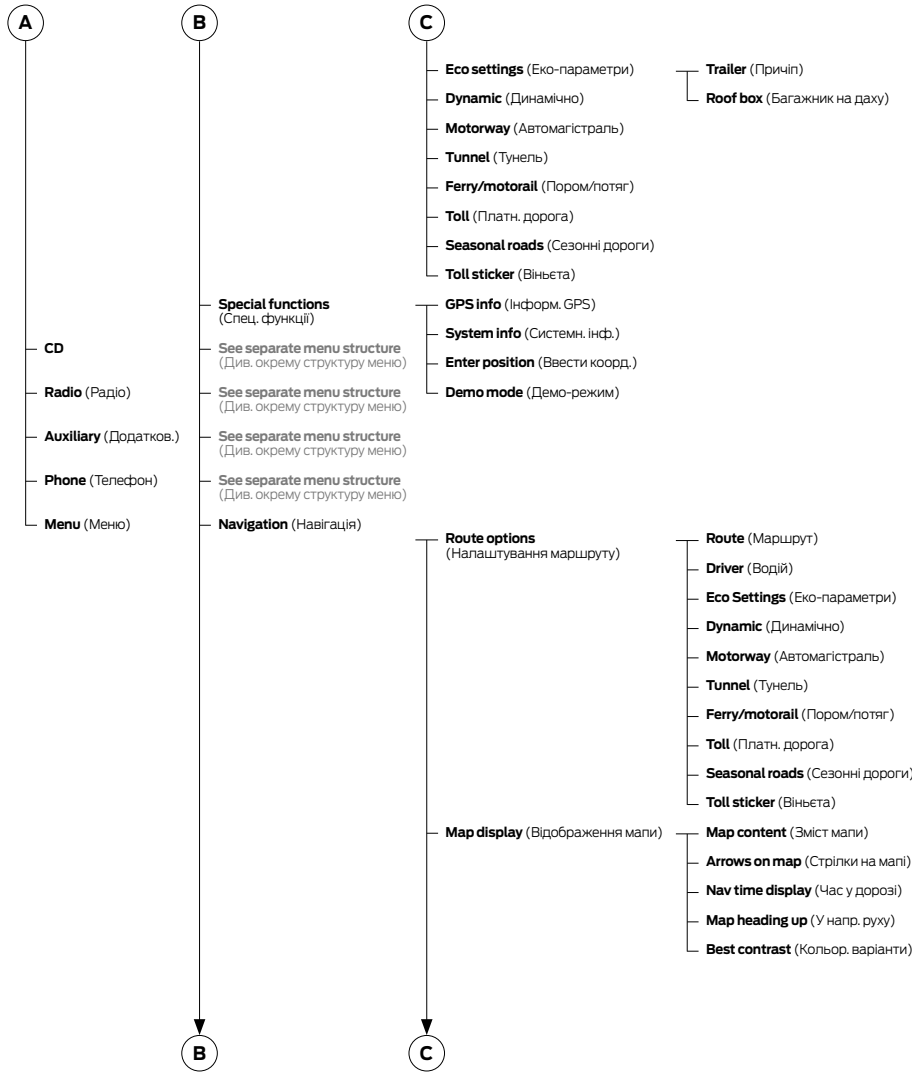 A
B
C
Eco settings (Еко-параметри)
Trailer (Причіп)
Dynamic (Динамічно)
Roof box (Багажник на даху)
Motorway (Автомагістраль)
Tunnel (Тунель)
Ferry/motorail (Пором/потяг)
Toll (Платн. дорога)
Seasonal roads (Сезонні дороги)
Toll sticker (Віньєта)
Special functions
(Спец. функції)
GPS info (Інформ. GPS)
System info (Системн. інф.)
Enter position (Ввести коорд.)
Demo mode (Демо-режим)
CD
See separate menu structure
(Див. окрему структуру меню)
Radio (Радіо)
See separate menu structure
(Див. окрему структуру меню)
Auxiliary (Додатков.)
See separate menu structure
(Див. окрему структуру меню)
Phone (Телефон)
See separate menu structure
(Див. окрему структуру меню)
Menu (Меню)
Navigation (Навігація)
Route options
(Налаштування маршруту)
Route (Маршрут)
Driver (Водій)
Eco Settings (Еко-параметри)
Dynamic (Динамічно)
Motorway (Автомагістраль)
Tunnel (Тунель)
Ferry/motorail (Пором/потяг)
Toll (Платн. дорога)
Seasonal roads (Сезонні дороги)
Toll sticker (Віньєта)
Map display (Відображення мапи)
Map content (Зміст мапи)
Arrows on map (Стрілки на мапі)
Nav time display (Час у дорозі)
Map heading up (У напр. руху)
Best contrast (Кольор. варіанти)
B
C